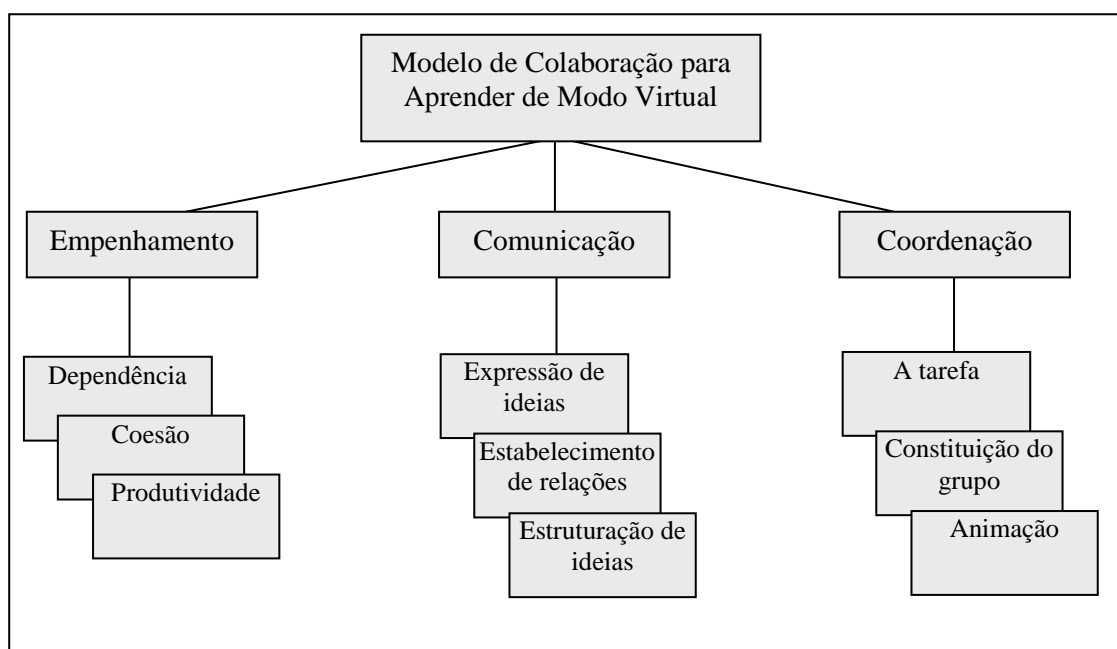 Modelo de Colaboração para
Aprender de Modo Virtual
Empenhamento
Comunicação
Coordenação
Dependência
Coesão
Produtividade
Expressão de
ideias
Estabelecimento
de relações
Estruturação de
ideias
A tarefa
Constituição do
grupo
Animação